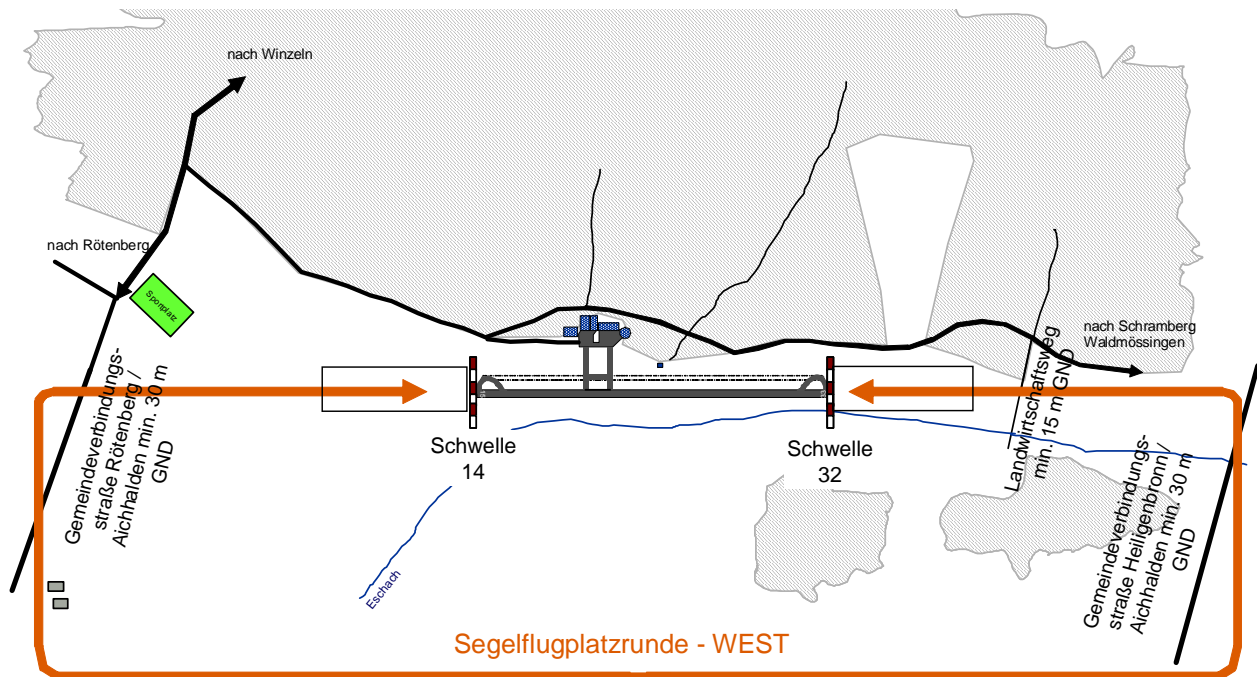 nach Winzeln
nach Rötenberg
Sportplatz
nach Schramberg
Waldmössingen
Gemeindeverbindungs-
straße Rötenberg /
Aichhalden min. 30 m
GND
Schwelle
14
Schwelle
32
Landwirtschaftsweg
min. 15 m GND
Gemeindeverbindungs-
straße Heiligenbronn /
Aichhalden min. 30 m
GND
Eschach
Segelflugplatzrunde - WEST